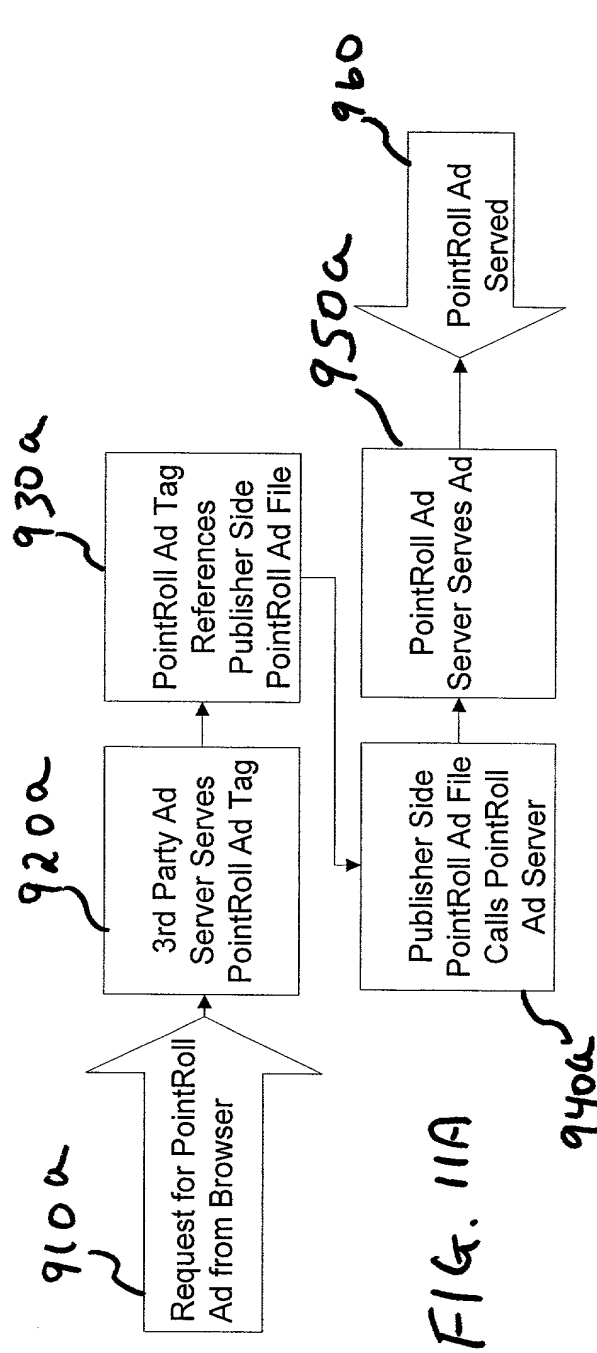 910a
Request for PointRoll
Ad from Browser
920a
3rd Party Ad
Server Serves
PointRoll Ad Tag
930a
PointRoll Ad Tag
References
Publisher Side
PointRoll Ad File
940a
Publisher Side
PointRoll Ad File
Calls PointRoll
Ad Server
950a
PointRoll Ad
Server Serves Ad
960
PointRoll Ad
Served
FIG. 11A